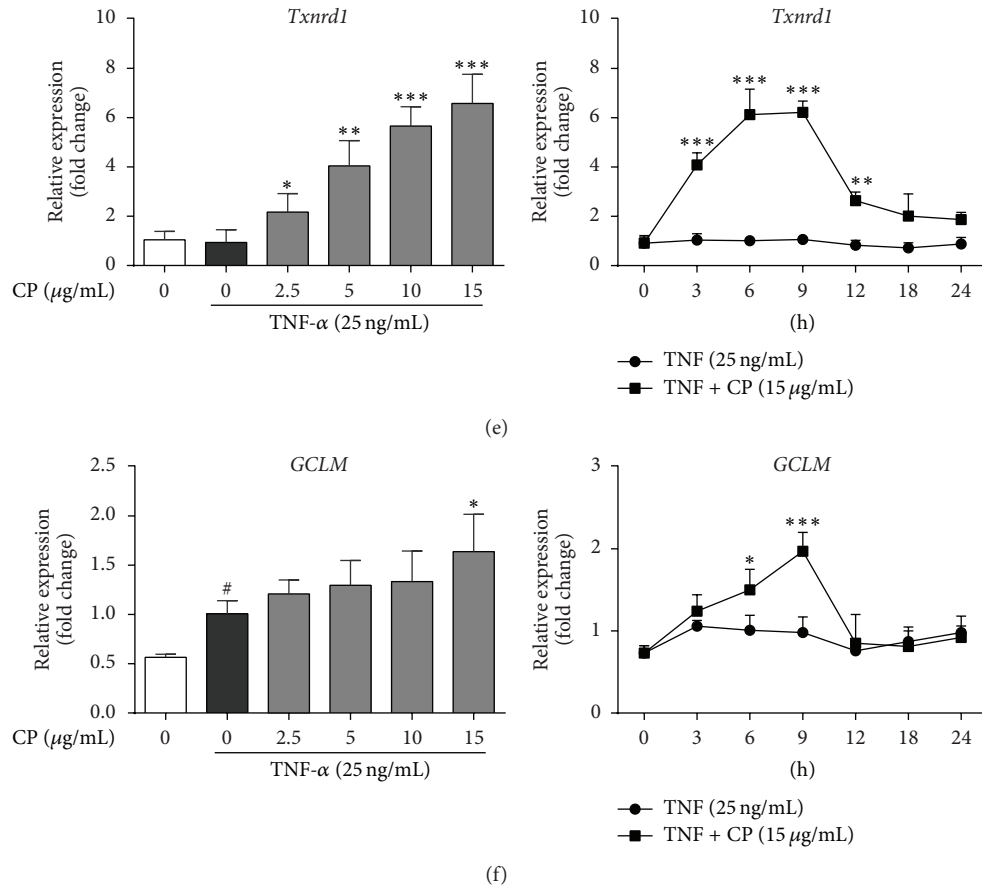 Txnrd1
Relative expression
(fold change)
10
8
6
4
2
0
*
**
***
***
CP (μg/mL)
0 0 2.5 5 10 15
TNF-α (25 ng/mL)
Txnrd1
Relative expression
(fold change)
10
8
6
4
2
0
***
***
***
**
0 3 6 9 12 18 24
(h)
TNF (25 ng/mL)
TNF + CP (15 μg/mL)
(e)
GCLM
Relative expression
(fold change)
2.5
2.0
1.5
1.0
0.5
0.0
#
*
CP (μg/mL)
0 0 2.5 5 10 15
TNF-α (25 ng/mL)
GCLM
Relative expression
(fold change)
3
2
1
0
*
***
0 3 6 9 12 18 24
(h)
TNF (25 ng/mL)
TNF + CP (15 μg/mL)
(f)